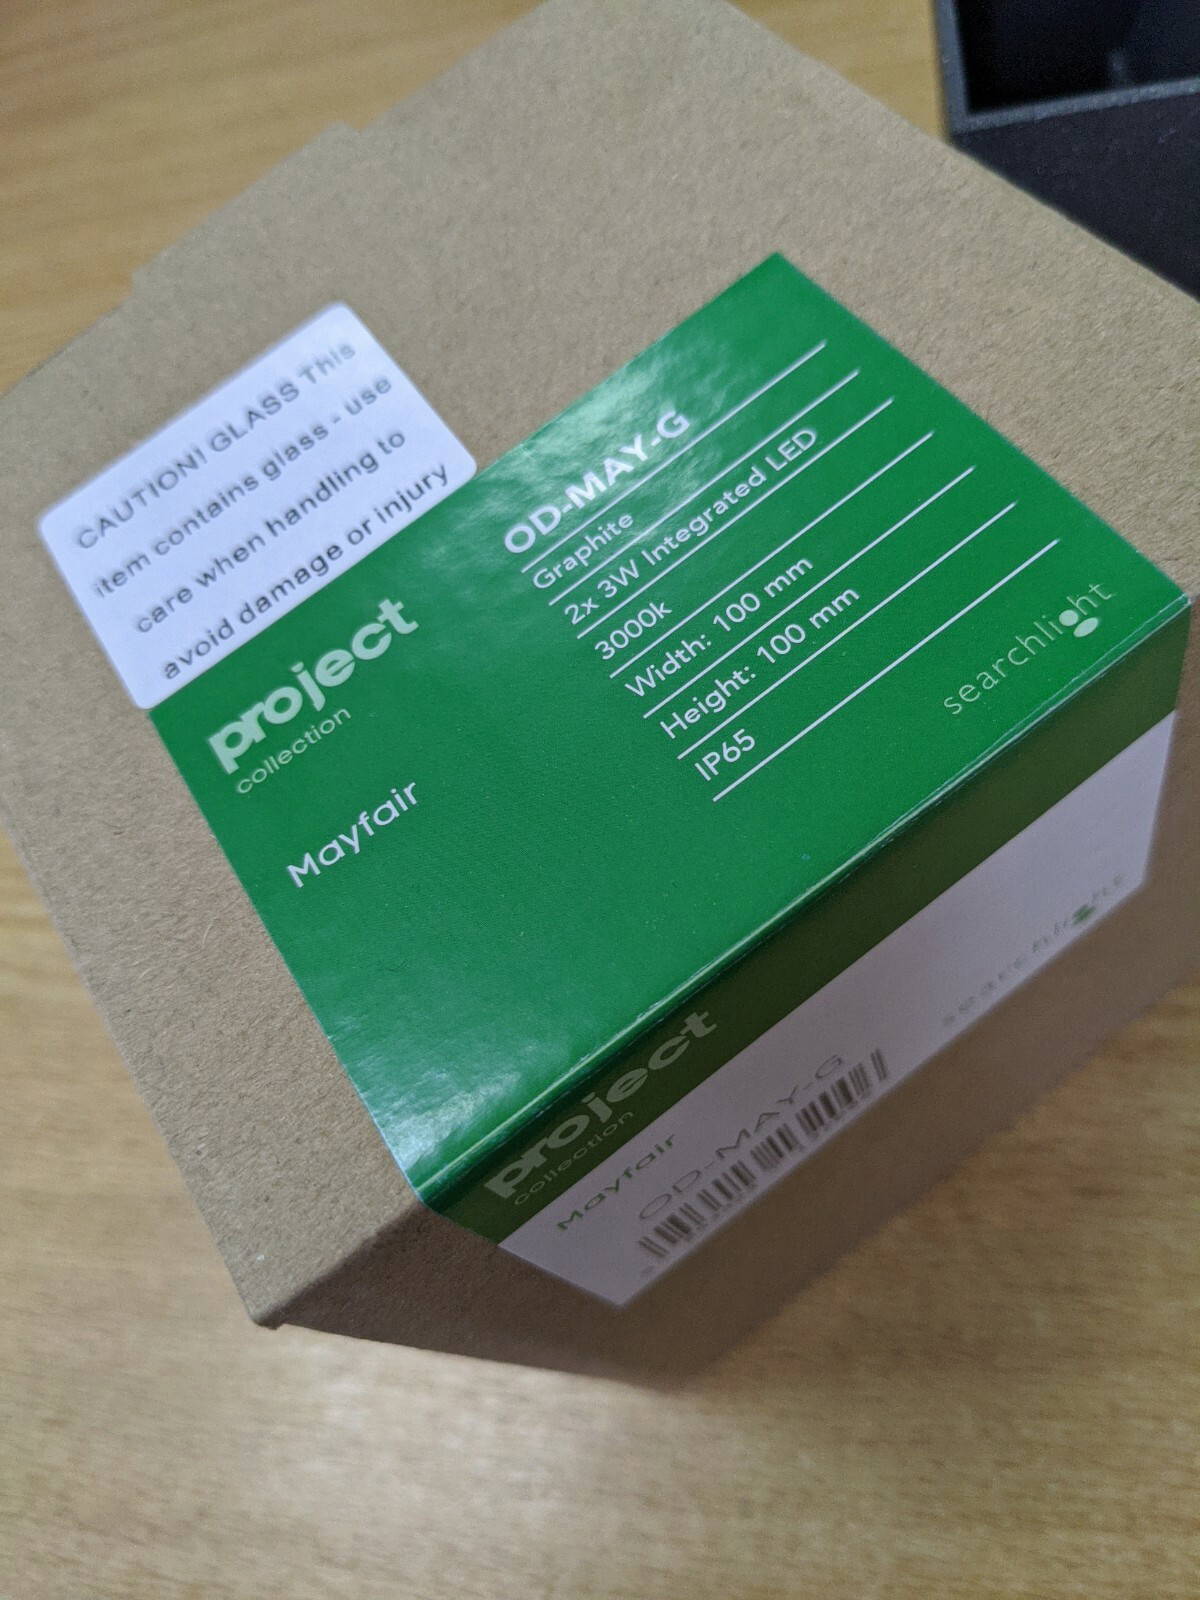 CAUTION! GLASS This
item contains glass - use
care when handling to
avoid damage or injury
project
collection
Mayfair
OD-MAY-G
Graphite
2x 3W Integrated LED
3000k
Width: 100 mm
Height: 100 mm
IP65
searchlight
project
collection
Mayfair
OD-MAY-G
searchlight